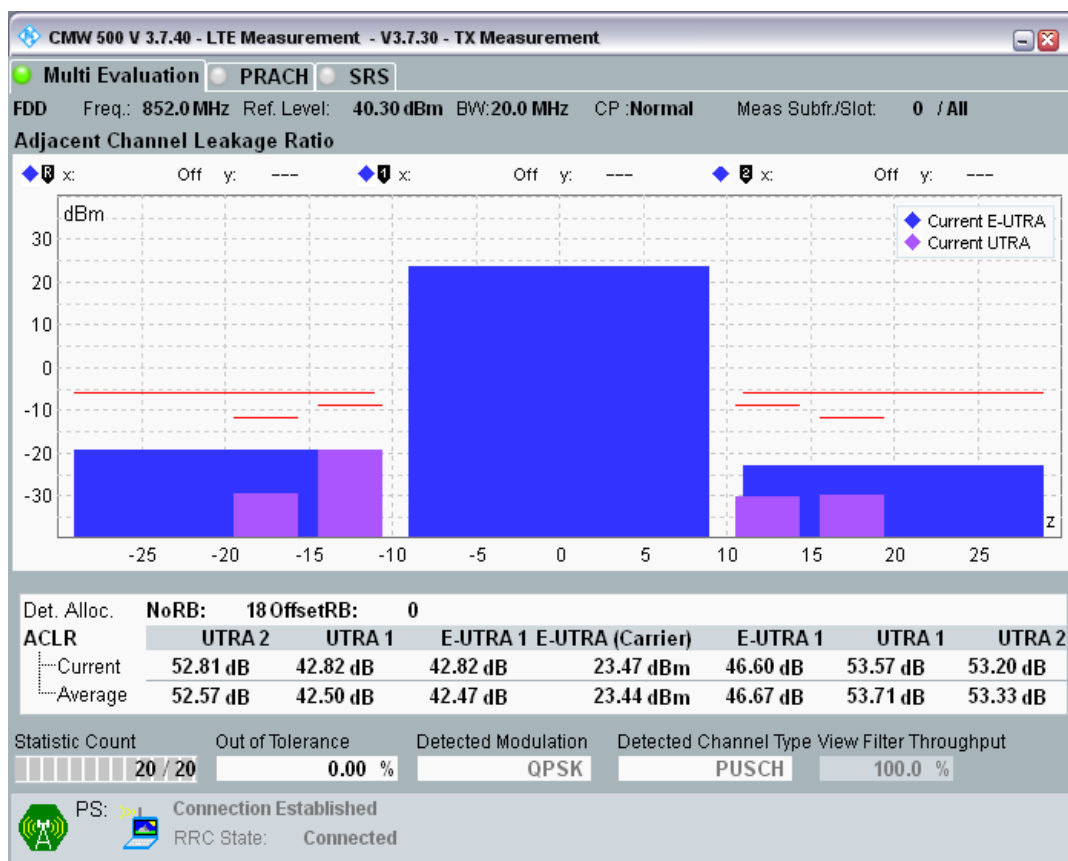 CMW 500 V 3.7.40 - LTE Measurement - V3.7.30 - TX Measurement
Multi Evaluation PRACH SRS
FDD Freq.: 852.0 MHz Ref. Level: 40.30 dBm BW:20.0 MHz CP :Normal Meas Subfr./Slot: 0 / All
Adjacent Channel Leakage Ratio
R x: Off y: --- 1 x: Off y: --- 2 x: Off y: ---
dBm
Current E-UTRA
Current UTRA
30
20
10
0
-10
-20
-30
z
-25 -20 -15 -10 -5 0 5 10 15 20 25
Det. Alloc. NoRB: 18 OffsetRB: 0
ACLR UTRA 2 UTRA 1 E-UTRA 1 E-UTRA (Carrier) E-UTRA 1 UTRA 1 UTRA 2
Current 52.81 dB 42.82 dB 42.82 dB 23.47 dBm 46.60 dB 53.57 dB 53.20 dB
Average 52.57 dB 42.50 dB 42.47 dB 23.44 dBm 46.67 dB 53.71 dB 53.33 dB
Statistic Count Out of Tolerance Detected Modulation Detected Channel Type View Filter Throughput
20 / 20 0.00 % QPSK PUSCH 100.0 %
PS: Connection Established
RRC State: Connected